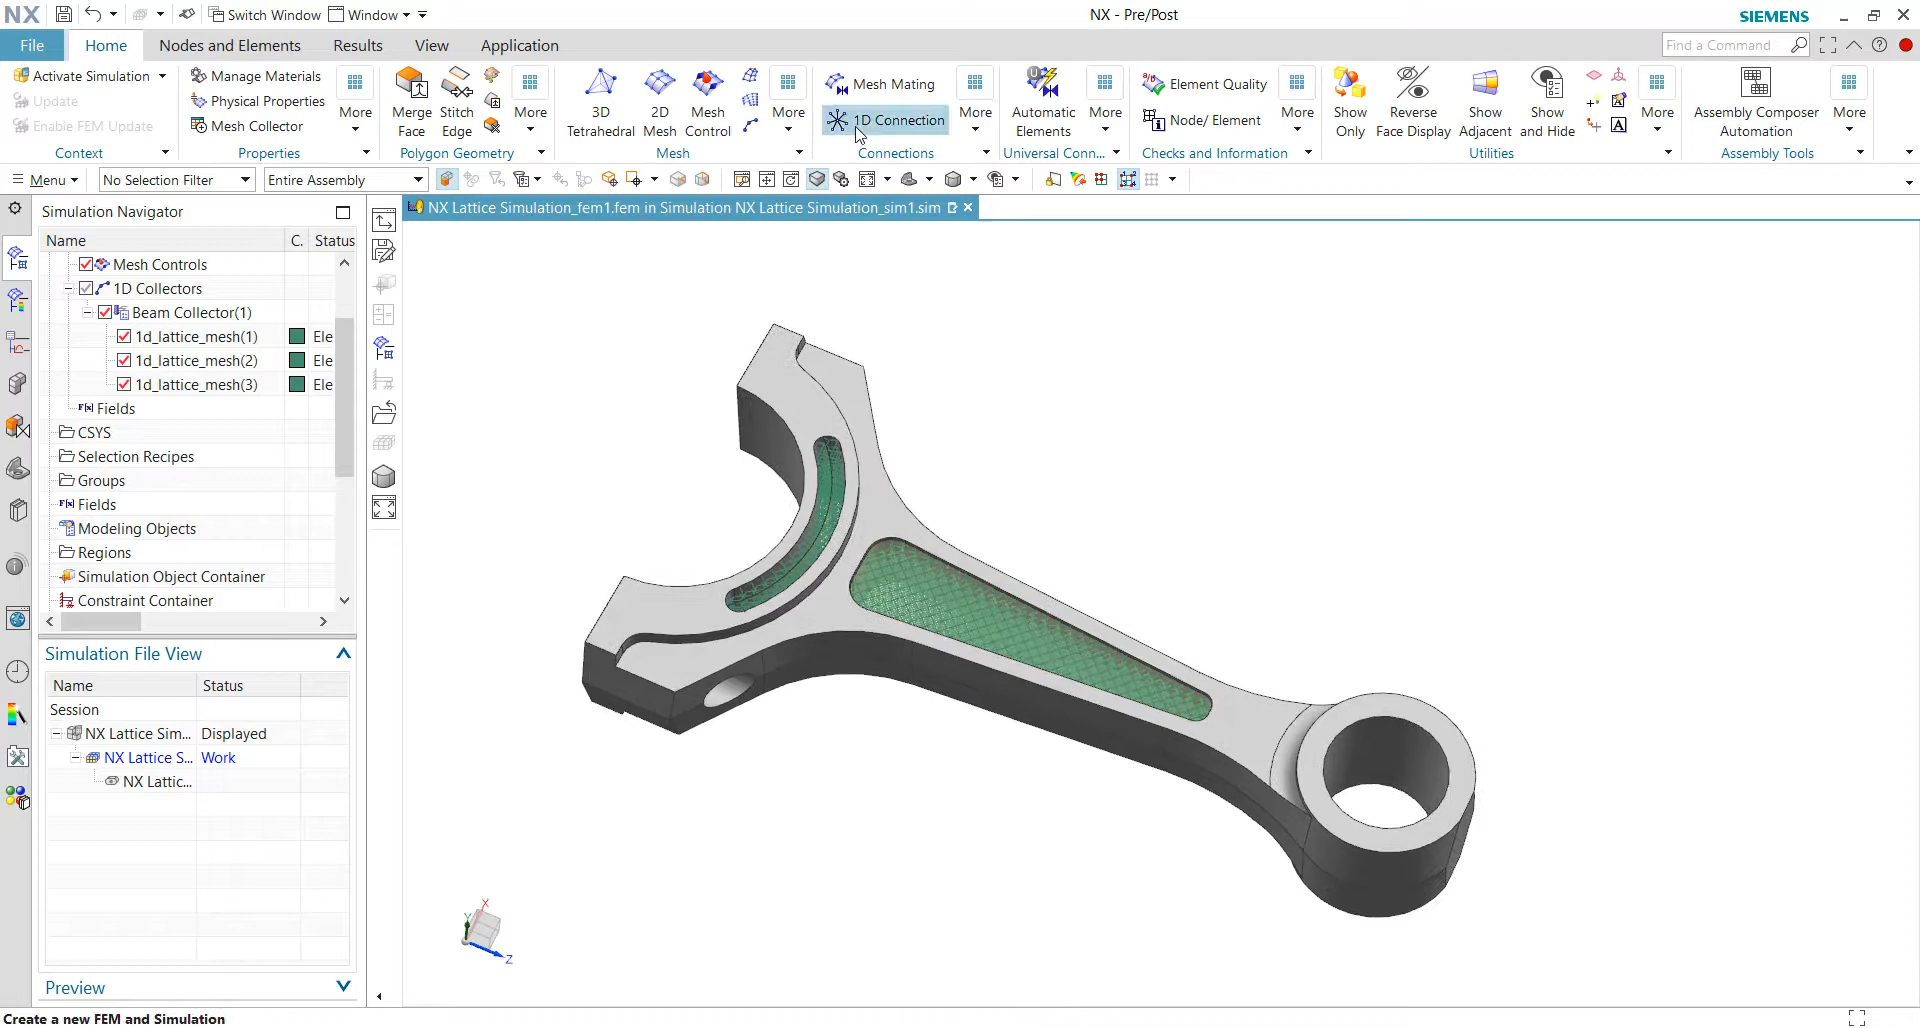 NX Switch Window Window NX - Pre/Post SIEMENS
File Home Nodes and Elements Results View Application Find a Command
Activate Simulation
Update
Enable FEM Update
Context
Manage Materials
Physical Properties
Mesh Collector
More
Properties
Merge Face
Stitch Edge
More
Polygon Geometry
3D Tetrahedral
2D Mesh
Mesh Control
More
Mesh
Mesh Mating
1D Connection
More
Connections
Automatic Elements
More
Universal Conn...
Element Quality
Node/ Element
More
Checks and Information
Show Only
Reverse Face Display
Show Adjacent
Show and Hide
More
Utilities
Assembly Composer Automation
More
Assembly Tools
Menu No Selection Filter Entire Assembly
Simulation Navigator
NX Lattice Simulation_fem1.fem in Simulation NX Lattice Simulation_sim1.sim
Name C. Status
Mesh Controls
1D Collectors
Beam Collector(1)
1d_lattice_mesh(1) Ele
1d_lattice_mesh(2) Ele
1d_lattice_mesh(3) Ele
F(x) Fields
CSYS
Selection Recipes
Groups
F(x) Fields
Modeling Objects
Regions
Simulation Object Container
Constraint Container
Simulation File View
Name Status
Session
NX Lattice Sim... Displayed
NX Lattice S... Work
NX Lattic...
Preview
X
Y
Z
Create a new FEM and Simulation